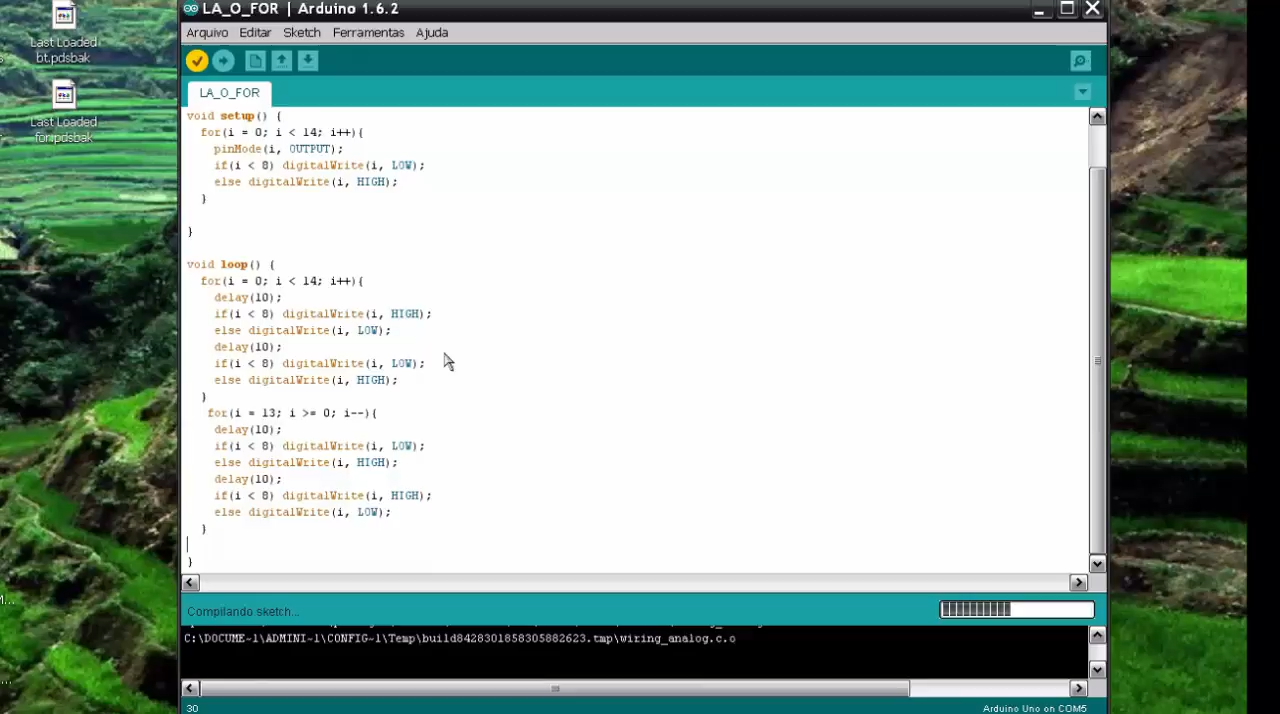 LA_O_FOR | Arduino 1.6.2
Arquivo Editar Sketch Ferramentas Ajuda
LA_O_FOR
Last Loaded
bt.pdsbak
Last Loaded
for.pdsbak
void setup() {
for(i = 0; i < 14; i++){
pinMode(i, OUTPUT);
if(i < 8) digitalWrite(i, LOW);
else digitalWrite(i, HIGH);
}
}
void loop() {
for(i = 0; i < 14; i++){
delay(10);
if(i < 8) digitalWrite(i, HIGH);
else digitalWrite(i, LOW);
delay(10);
if(i < 8) digitalWrite(i, LOW);
else digitalWrite(i, HIGH);
}
for(i = 13; i >= 0; i--){
delay(10);
if(i < 8) digitalWrite(i, LOW);
else digitalWrite(i, HIGH);
delay(10);
if(i < 8) digitalWrite(i, HIGH);
else digitalWrite(i, LOW);
}
}
Compilando sketch...
C:\DOCUME~1\ADMINI~1\CONFIG~1\Temp\build8428301858305882623.tmp\wiring_analog.c.o
30
Arduino Uno on COM5